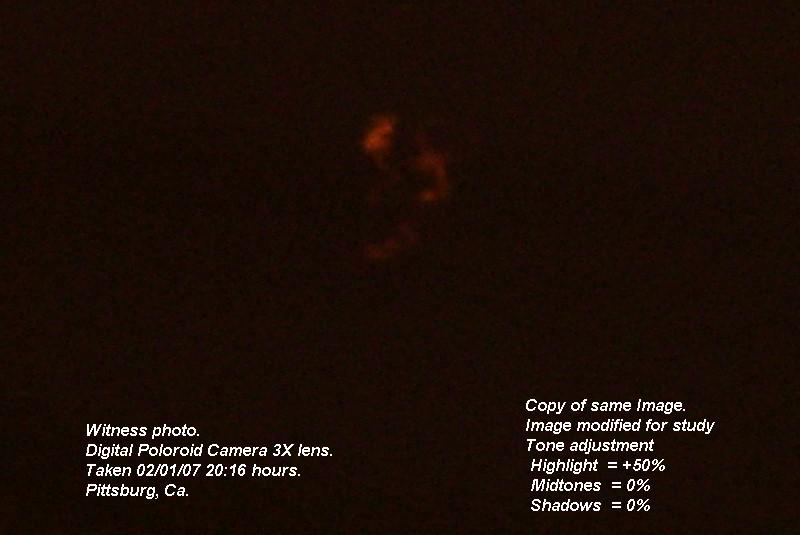 Witness photo.
Digital Poloroid Camera 3X lens.
Taken 02/01/07 20:16 hours.
Pittsburg, Ca.
Copy of same Image.
Image modified for study
Tone adjustment
Highlight = +50%
Midtones = 0%
Shadows = 0%